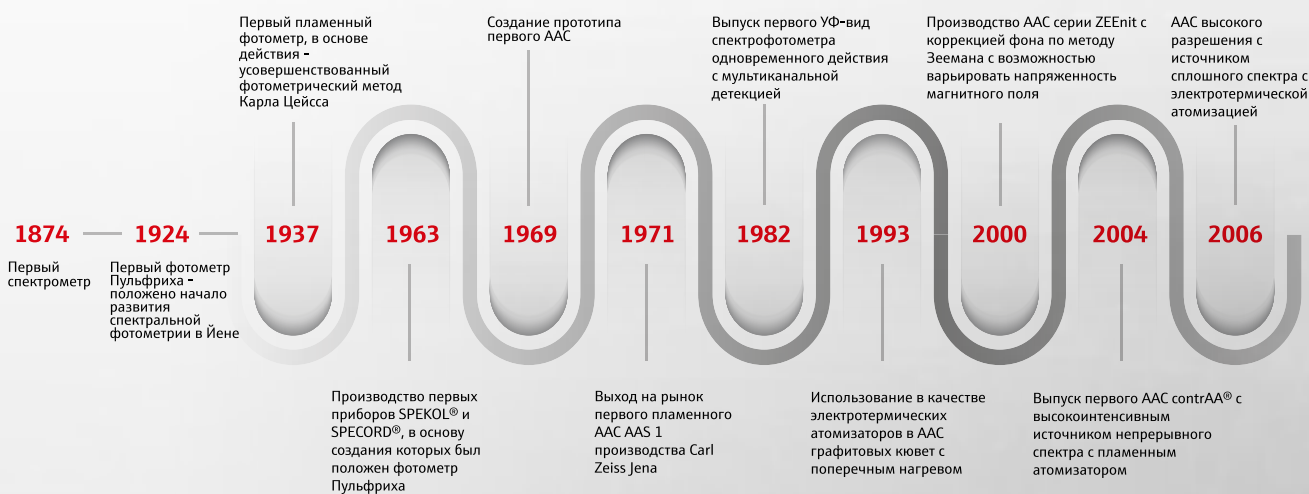 1874
Первый
спектрометр
1924
Первый фотометр
Пульфриха -
положено начало
развития
спектральной
фотометрии в Йене
Первый пламенный
фотометр, в основе
действия -
усовершенствованный
фотометрический метод
Карла Цейсса
1937
1963
Производство первых
приборов SPEKOL® и
SPECORD®, в основу
создания которых был
положен фотометр
Пульфриха
Создание прототипа
первого ААС
1969
1971
Выход на рынок
первого пламенного
ААС AAS 1
производства Carl
Zeiss Jena
Выпуск первого УФ-вид
спектрофотометра
одновременного действия
с мультиканальной
детекцией
1982
1993
Использование в качестве
электротермических
атомизаторов в ААС
графитовых кювет с
поперечным нагревом
Производство ААС серии ZEEnit с
коррекцией фона по методу
Зеемана с возможностью
варьировать напряженность
магнитного поля
2000
2004
Выпуск первого ААС contrAA® с
высокоинтенсивным
источником непрерывного
спектра с пламенным
атомизатором
ААС высокого
разрешения с
источником
сплошного спектра с
электротермической
атомизацией
2006